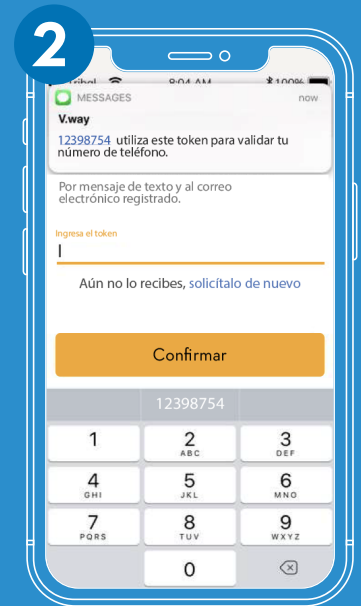 2
8:04 AM
100%
MESSAGES now
V.way
12398754 utiliza este token para validar tu
número de teléfono.
Por mensaje de texto y al correo
electrónico registrado.
Ingresa el token
Aún no lo recibes, solicítalo de nuevo
Confirmar
12398754
1 2 3
ABC DEF
4 5 6
GHI JKL MNO
7 8 9
PQRS TUV WXYZ
0